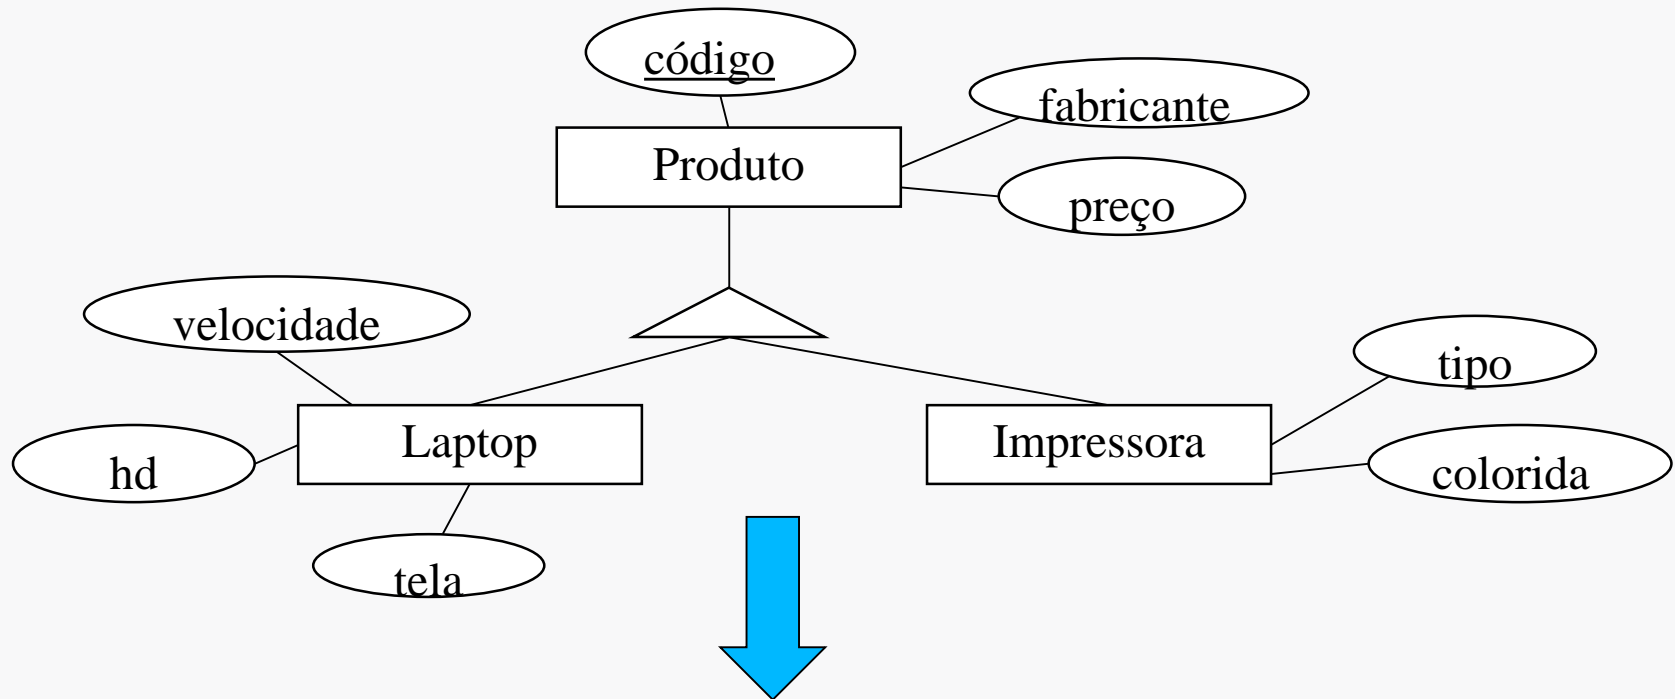 código
fabricante
Produto
preço
velocidade
tipo
Laptop
Impressora
hd
colorida
tela